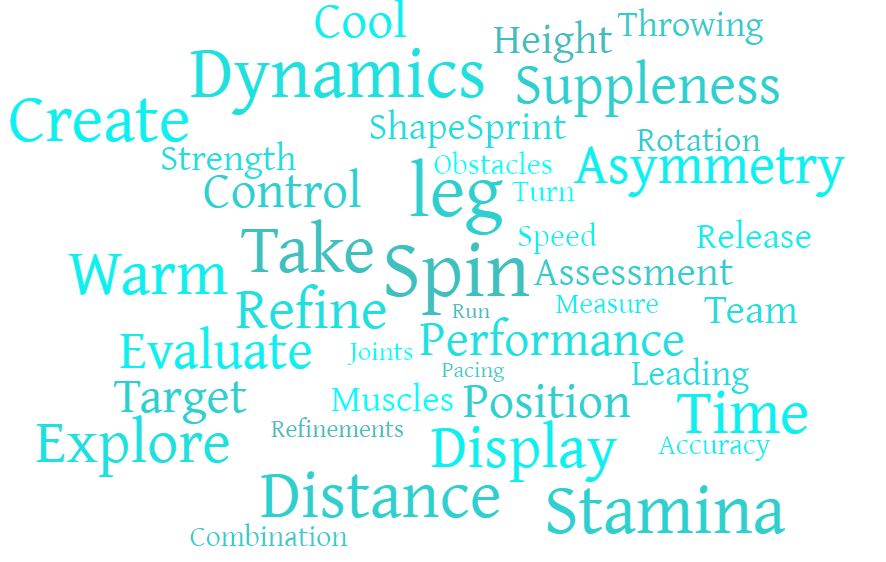 Cool
Height Throwing
Dynamics
Suppleness
Create
ShapeSprint
Rotation
Strength
Obstacles
Asymmetry
Control
leg
Turn
Take
Speed
Release
Warm
Spin
Assessment
Refine
Run
Measure
Team
Evaluate
Joints
Performance
Pacing
Leading
Target
Muscles
Position
Time
Explore
Refinements
Display
Accuracy
Distance
Stamina
Combination